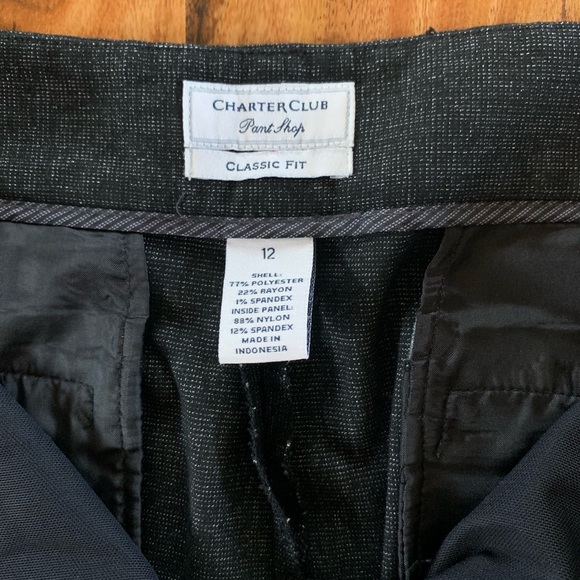 CHARTER CLUB
Pant Shop
CLASSIC FIT
12
SHELL:
77% POLYESTER
22% RAYON
1% SPANDEX
INSIDE PANEL:
88% NYLON
12% SPANDEX
MADE IN
INDONESIA